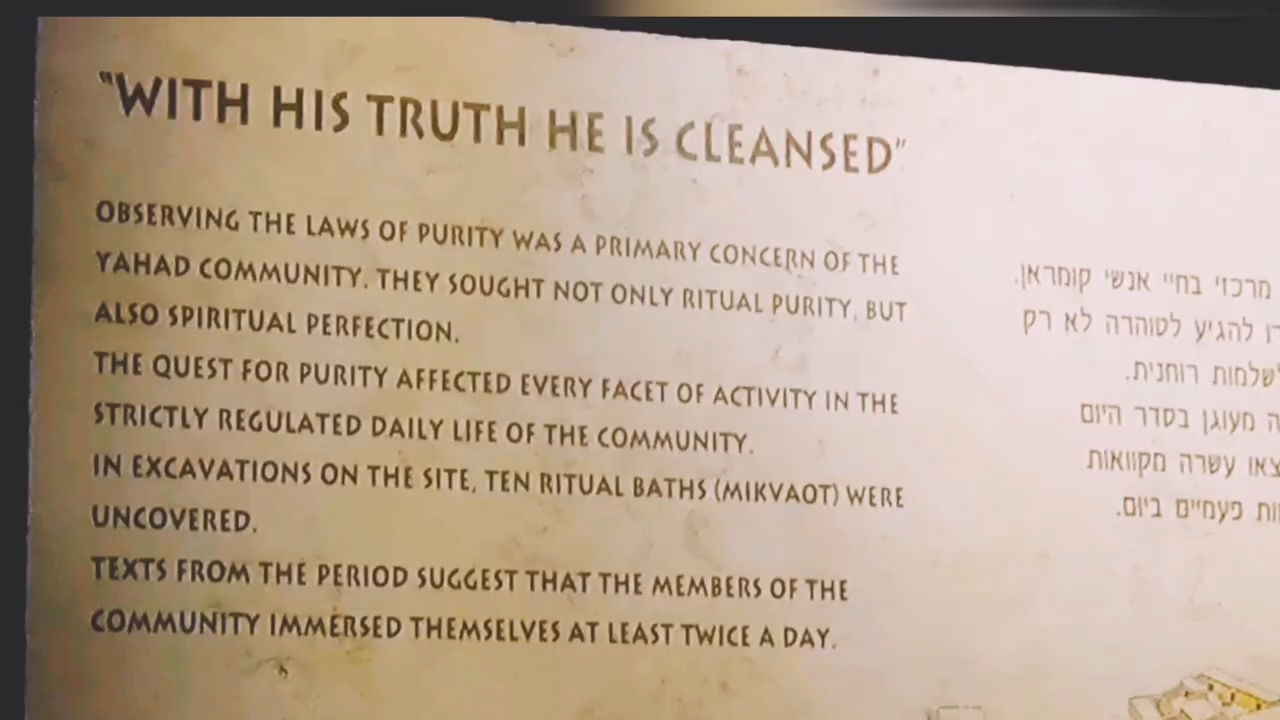 "WITH HIS TRUTH HE IS CLEANSED"
OBSERVING THE LAWS OF PURITY WAS A PRIMARY CONCERN OF THE
YAHAD COMMUNITY. THEY SOUGHT NOT ONLY RITUAL PURITY, BUT
ALSO SPIRITUAL PERFECTION.
THE QUEST FOR PURITY AFFECTED EVERY FACET OF ACTIVITY IN THE
STRICTLY REGULATED DAILY LIFE OF THE COMMUNITY.
IN EXCAVATIONS ON THE SITE, TEN RITUAL BATHS (MIKVAOT) WERE
UNCOVERED.
TEXTS FROM THE PERIOD SUGGEST THAT THE MEMBERS OF THE
COMMUNITY IMMERSED THEMSELVES AT LEAST TWICE A DAY.
מרכזי בחיי אנשי קומראן.
להגיע לטוהרה לא רק
לשלמות רוחנית.
מעוגן בסדר היום
עשרה מקוואות
פעמיים ביום.